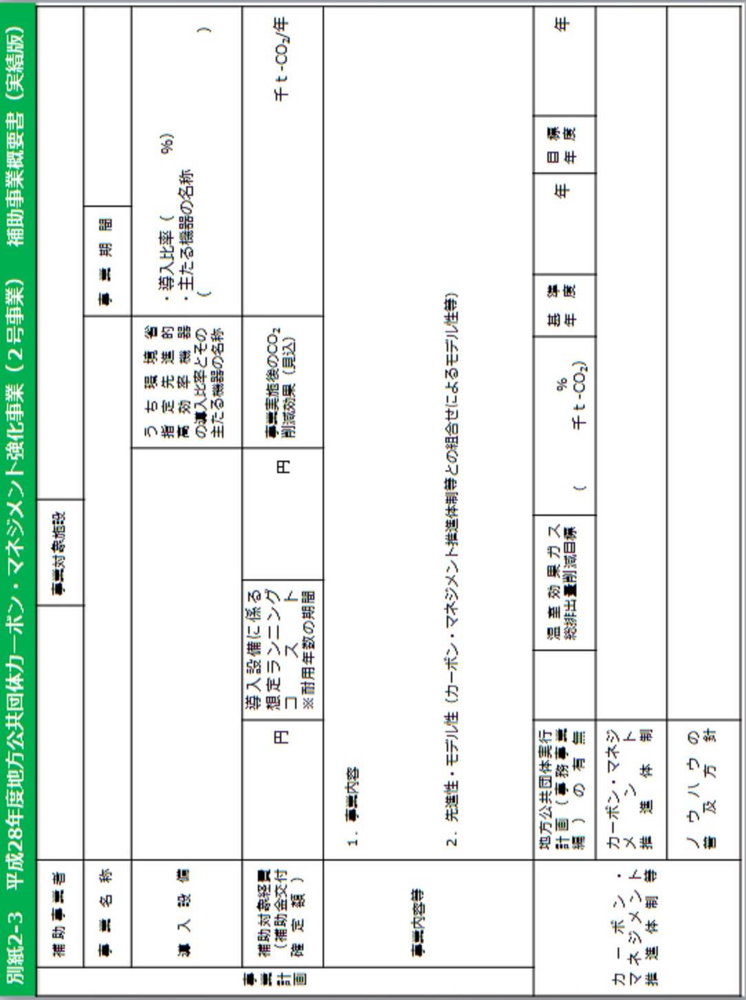 別紙2-3　平成28年度地方公共団体カーボン・マネジメント強化事業（2号事業）　補助事業概要書（実績版）
補助事業者
事業対象施設
事業名称
事業期間
導入設備
うち環境省
指定先進的
高効率機器
の導入比率とその
主たる機器の名称
・導入比率（　　　　%)
・主たる機器の名称
（　　　　　　　　　　）
補助対象経費
（補助金交付
確定額）
円
導入設備に係る
想定ランニング
コスト
※耐用年数の期間
円
事業実施後のCO₂
削減効果（見込）
千t-CO₂/年
事業計画
事業内容等
1. 事業内容
2. 先進性・モデル性（カーボン・マネジメント推進体制等との組合せによるモデル性等）
カーボン・
マネジメント
推進体制等
地方公共団体実行
計画（事務事業
編）の有無
温室効果ガス
総排出量削減目標
%
（　　　千t-CO₂）
基準
年度
年
目標
年度
年
カーボン・マネジ
メント
推進体制
ノウハウの
及方針